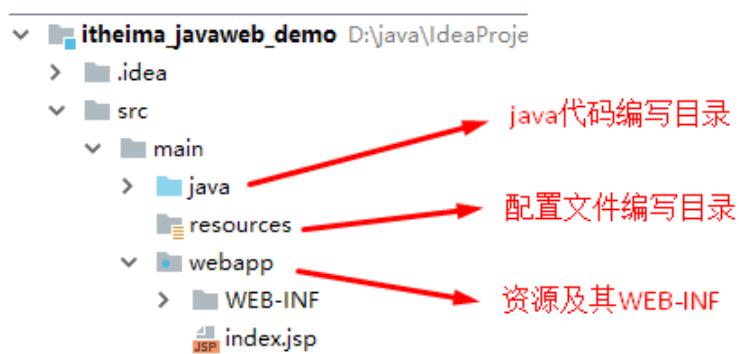 itheima_javaweb_demo D:\java\IdeaProje
.idea
src
java代码编写目录
main
java
resources
配置文件编写目录
webapp
WEB-INF
资源及其WEB-INF
JSP index.jsp